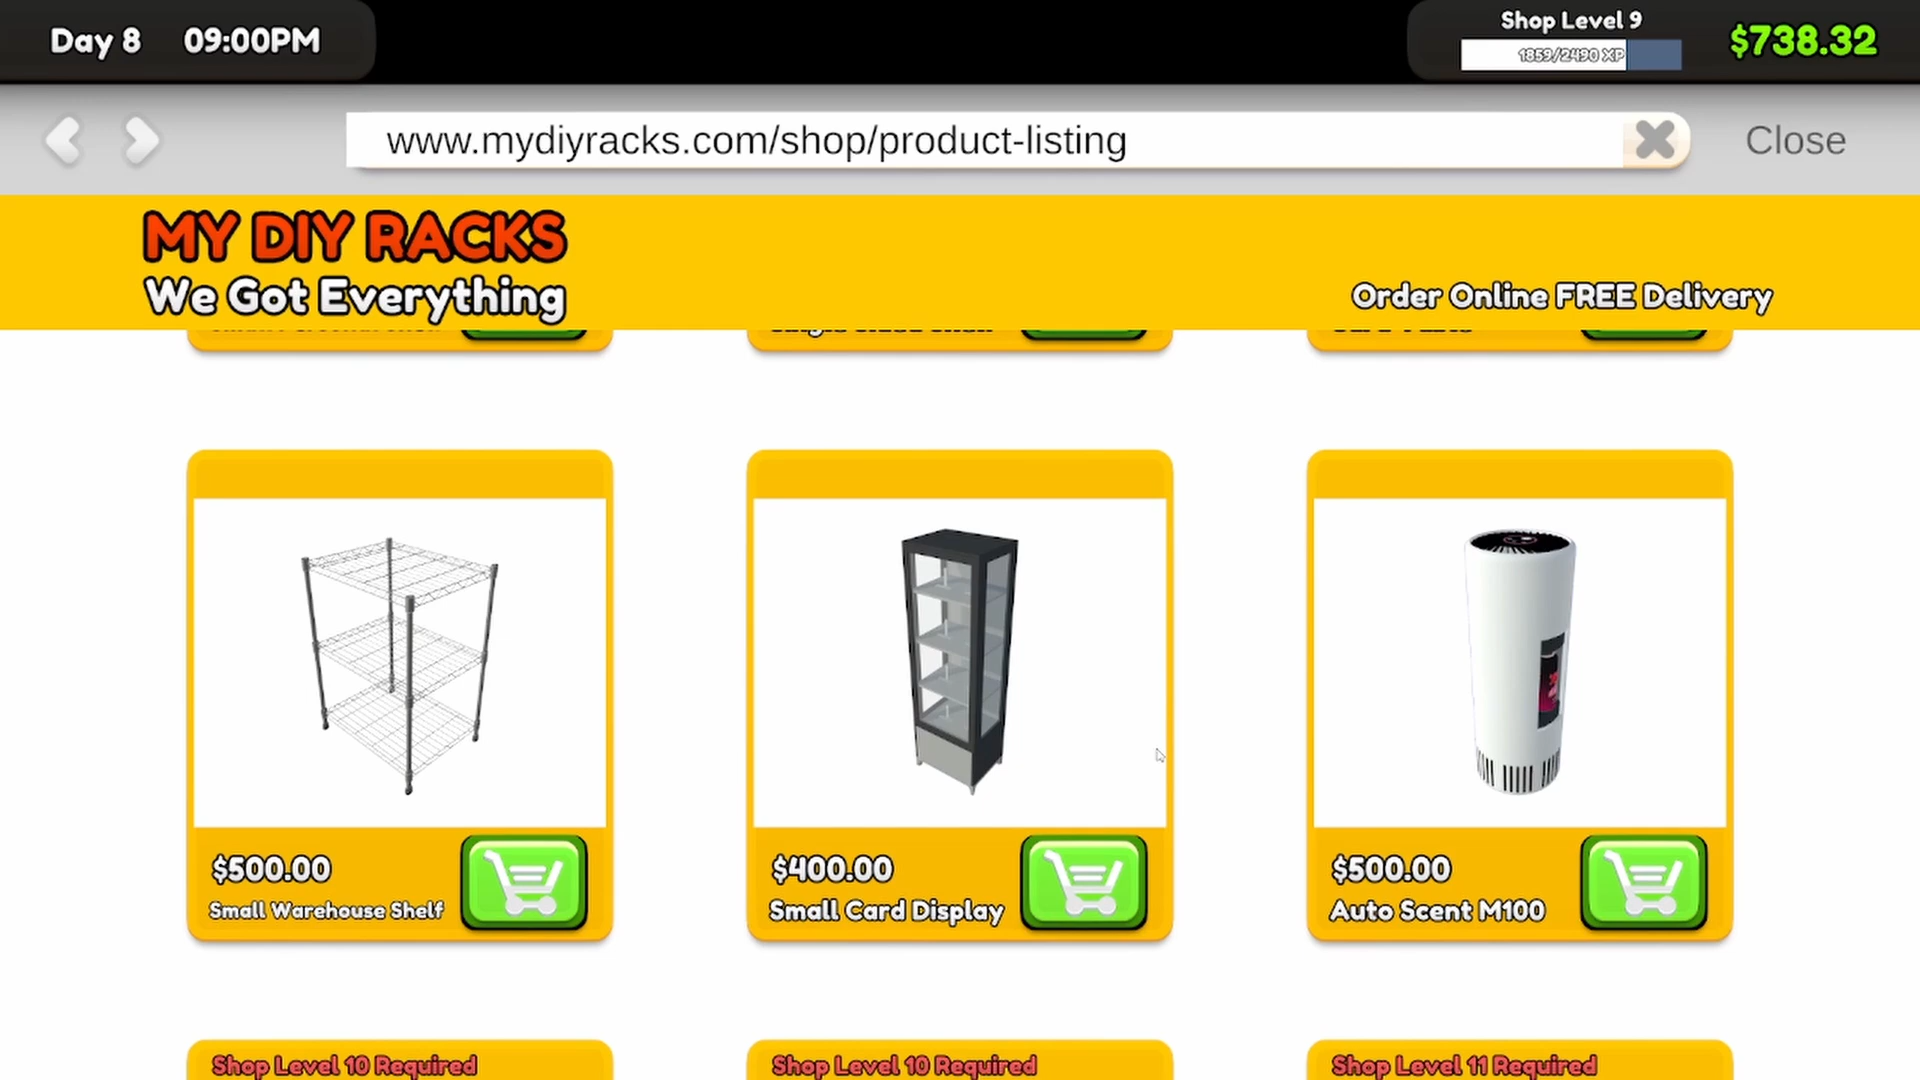 Day 8 09:00PM
Shop Level 9
1859/2490 XP
$738.32
www.mydiyracks.com/shop/product-listing
Close
MY DIY RACKS
We Got Everything
Order Online FREE Delivery
$500.00
Small Warehouse Shelf
$400.00
Small Card Display
$500.00
Auto Scent M100
Shop Level 10 Required
Shop Level 10 Required
Shop Level 11 Required